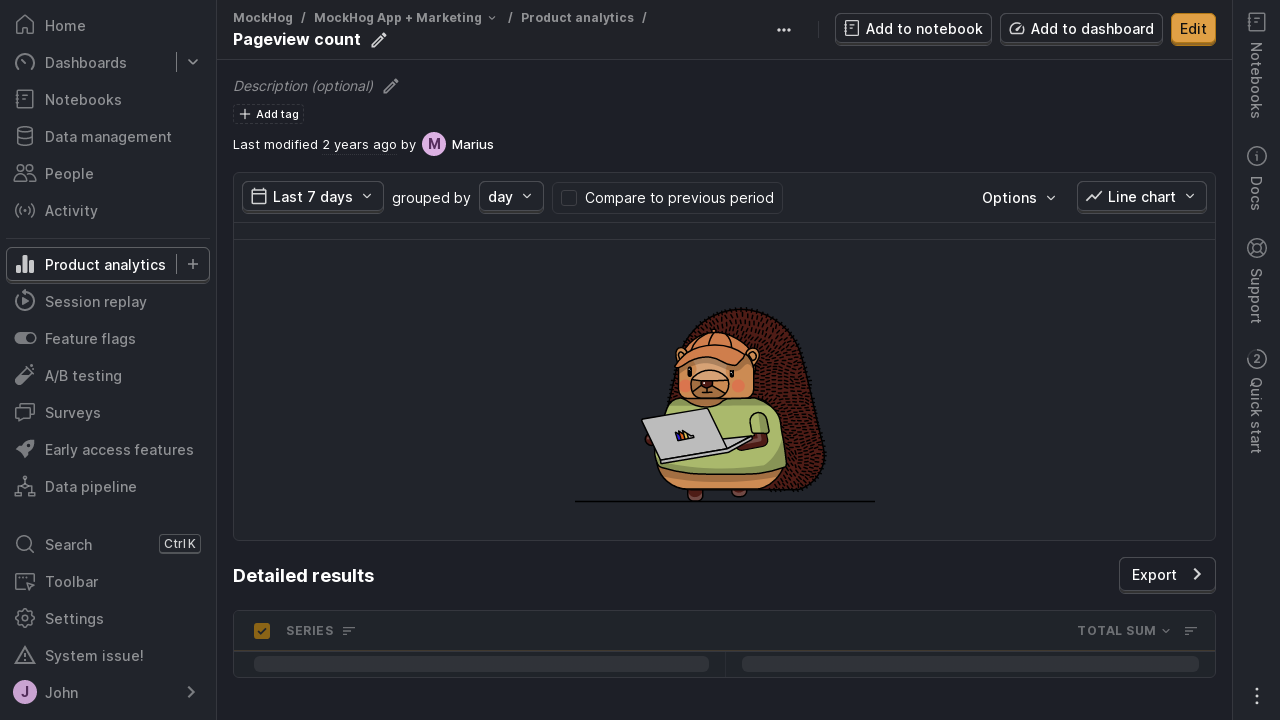 Home
Dashboards
Notebooks
Data management
People
Activity
Product analytics
Session replay
Feature flags
A/B testing
Surveys
Early access features
Data pipeline
Search Ctrl K
Toolbar
Settings
System issue!
J John
MockHog / MockHog App + Marketing / Product analytics /
Pageview count
Add to notebook
Add to dashboard
Edit
Description (optional)
Add tag
Last modified 2 years ago by M Marius
Last 7 days grouped by day Compare to previous period Options Line chart
Detailed results
Export
SERIES TOTAL SUM
Notebooks
Docs
Support
2 Quick start